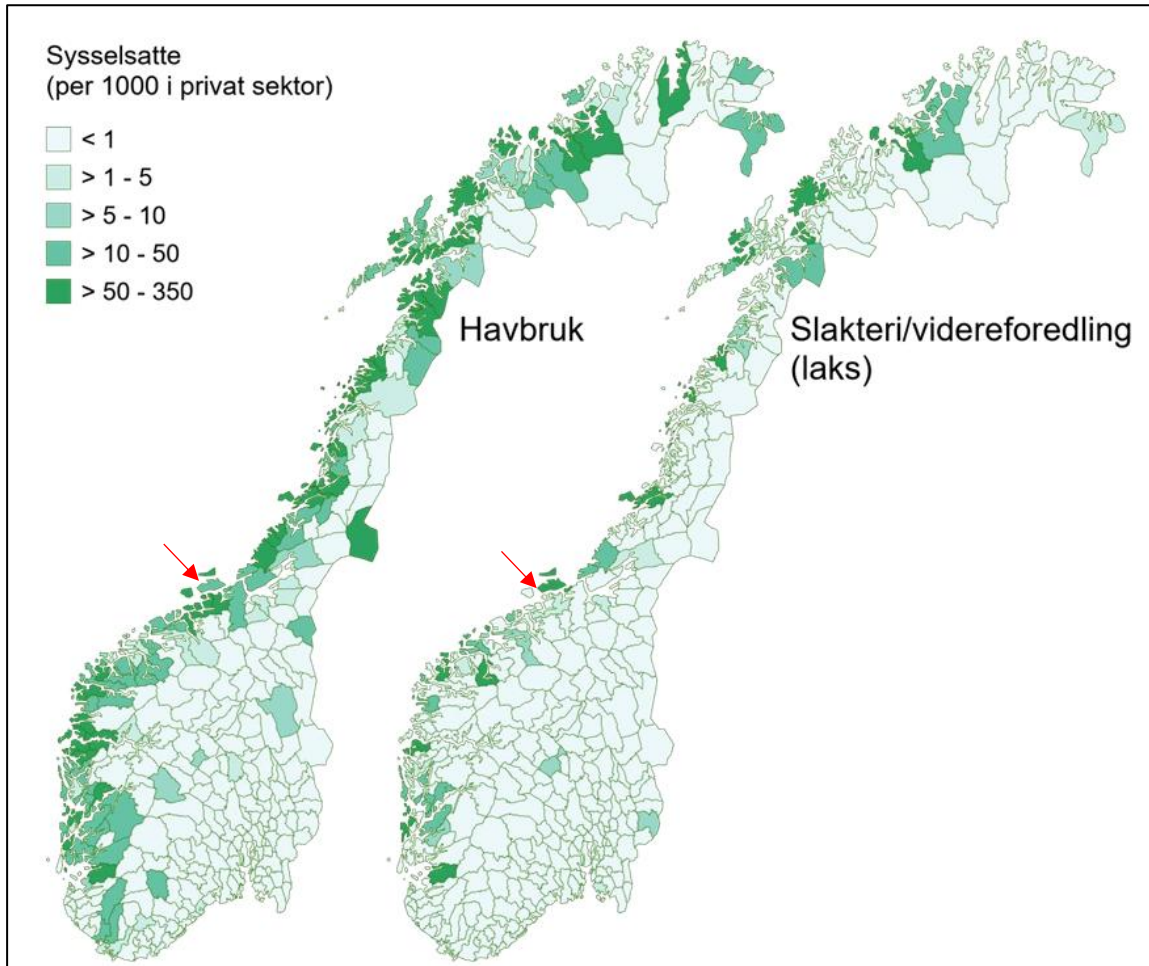 Sysselsatte
(per 1000 i privat sektor)
< 1
> 1 - 5
> 5 - 10
> 10 - 50
> 50 - 350
Havbruk
Slakteri/videreforedling
(laks)